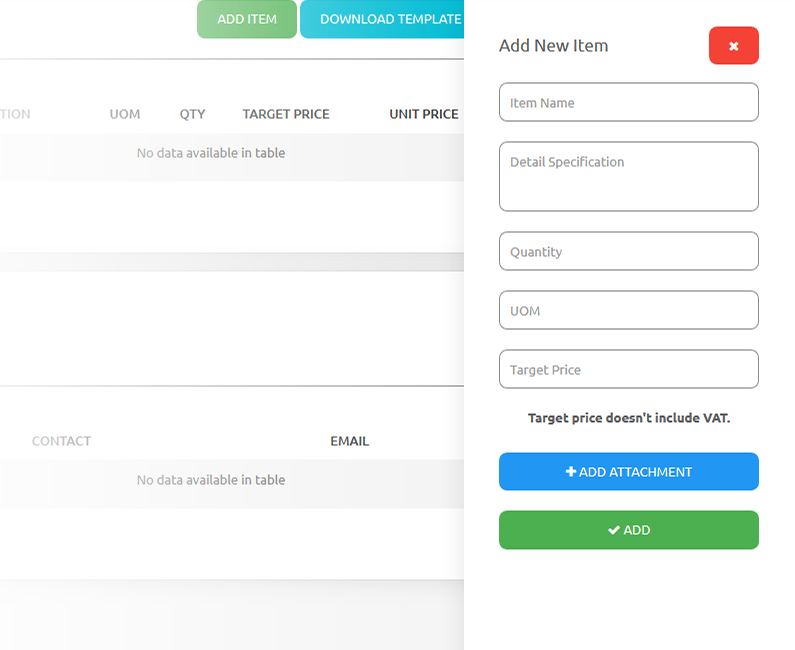 ADD ITEM
DOWNLOAD TEMPLATE
TION
UOM
QTY
TARGET PRICE
UNIT PRICE
No data available in table
CONTACT
EMAIL
No data available in table
Add New Item
Item Name
Detail Specification
Quantity
UOM
Target Price
Target price doesn't include VAT.
ADD ATTACHMENT
ADD